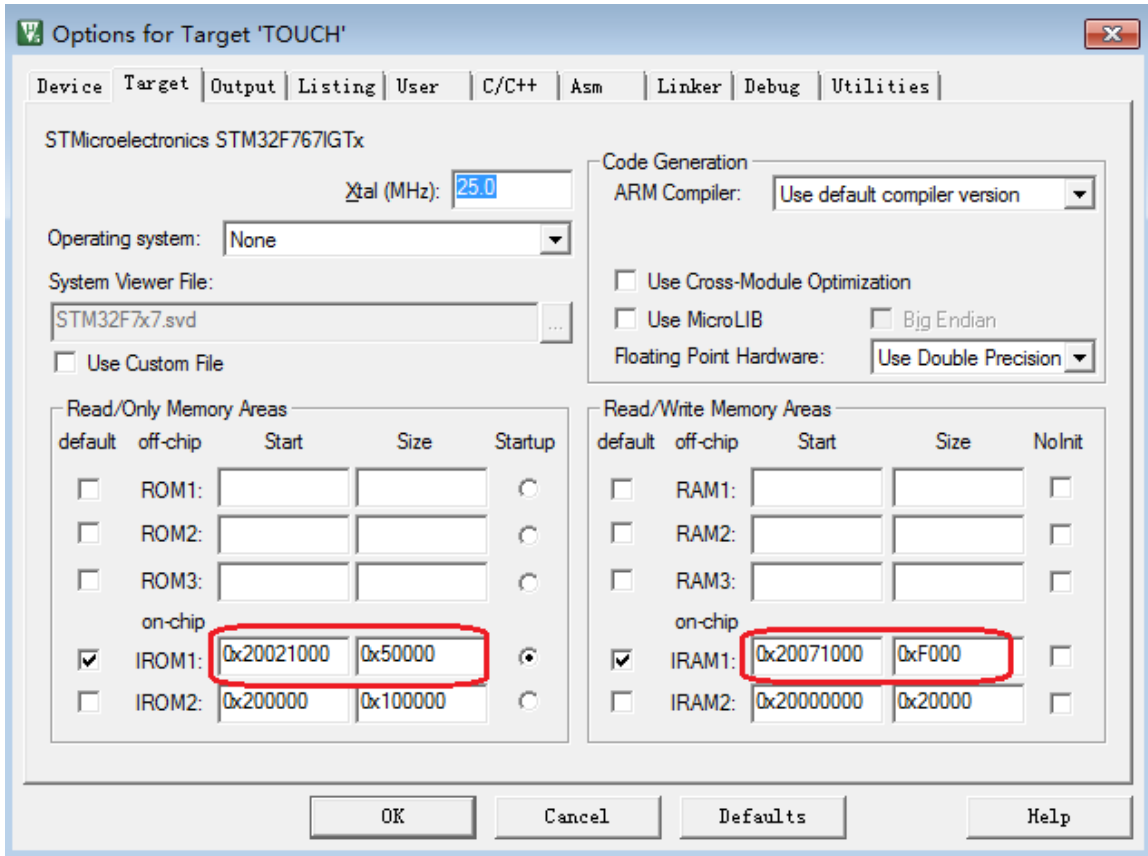 Options for Target 'TOUCH'
Device Target Output Listing User C/C++ Asm Linker Debug Utilities
STMicroelectronics STM32F767IGTx
Xtal (MHz): 25.0
Operating system: None
System Viewer File:
STM32F7x7.svd ...
Use Custom File
Code Generation
ARM Compiler: Use default compiler version
Use Cross-Module Optimization
Use MicroLIB Big Endian
Floating Point Hardware: Use Double Precision
Read/Only Memory Areas
default off-chip Start Size Startup
ROM1:
ROM2:
ROM3:
on-chip
IROM1: 0x20021000 0x50000
IROM2: 0x200000 0x100000
Read/Write Memory Areas
default off-chip Start Size NoInit
RAM1:
RAM2:
RAM3:
on-chip
IRAM1: 0x20071000 0xF000
IRAM2: 0x20000000 0x20000
OK Cancel Defaults Help